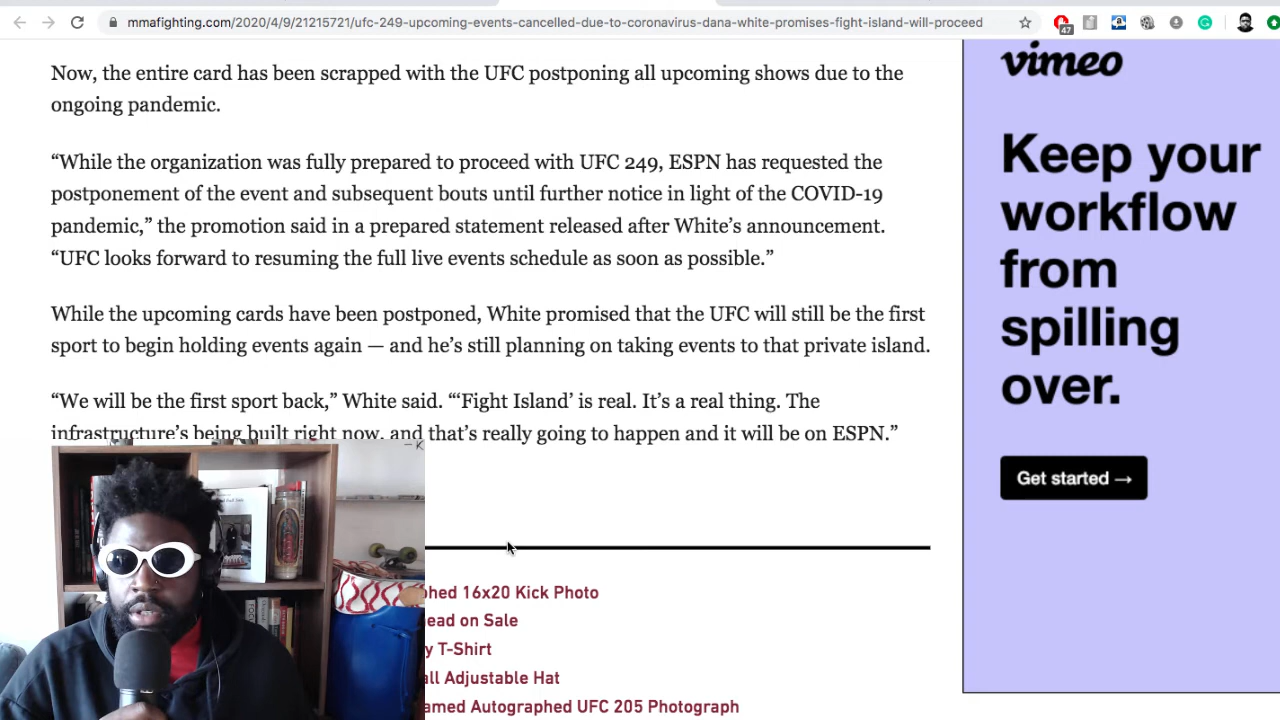 mmafighting.com/2020/4/9/21215721/ufc-249-upcoming-events-cancelled-due-to-coronavirus-dana-white-promises-fight-island-will-proceed
47
Now, the entire card has been scrapped with the UFC postponing all upcoming shows due to the
ongoing pandemic.
“While the organization was fully prepared to proceed with UFC 249, ESPN has requested the
postponement of the event and subsequent bouts until further notice in light of the COVID-19
pandemic,” the promotion said in a prepared statement released after White’s announcement.
“UFC looks forward to resuming the full live events schedule as soon as possible.”
While the upcoming cards have been postponed, White promised that the UFC will still be the first
sport to begin holding events again — and he’s still planning on taking events to that private island.
“We will be the first sport back,” White said. “‘Fight Island’ is real. It’s a real thing. The
infrastructure’s being built right now, and that’s really going to happen and it will be on ESPN.”
hed 16x20 Kick Photo
ead on Sale
y T-Shirt
all Adjustable Hat
amed Autographed UFC 205 Photograph
vimeo
Keep your
workflow
from
spilling
over.
Get started →